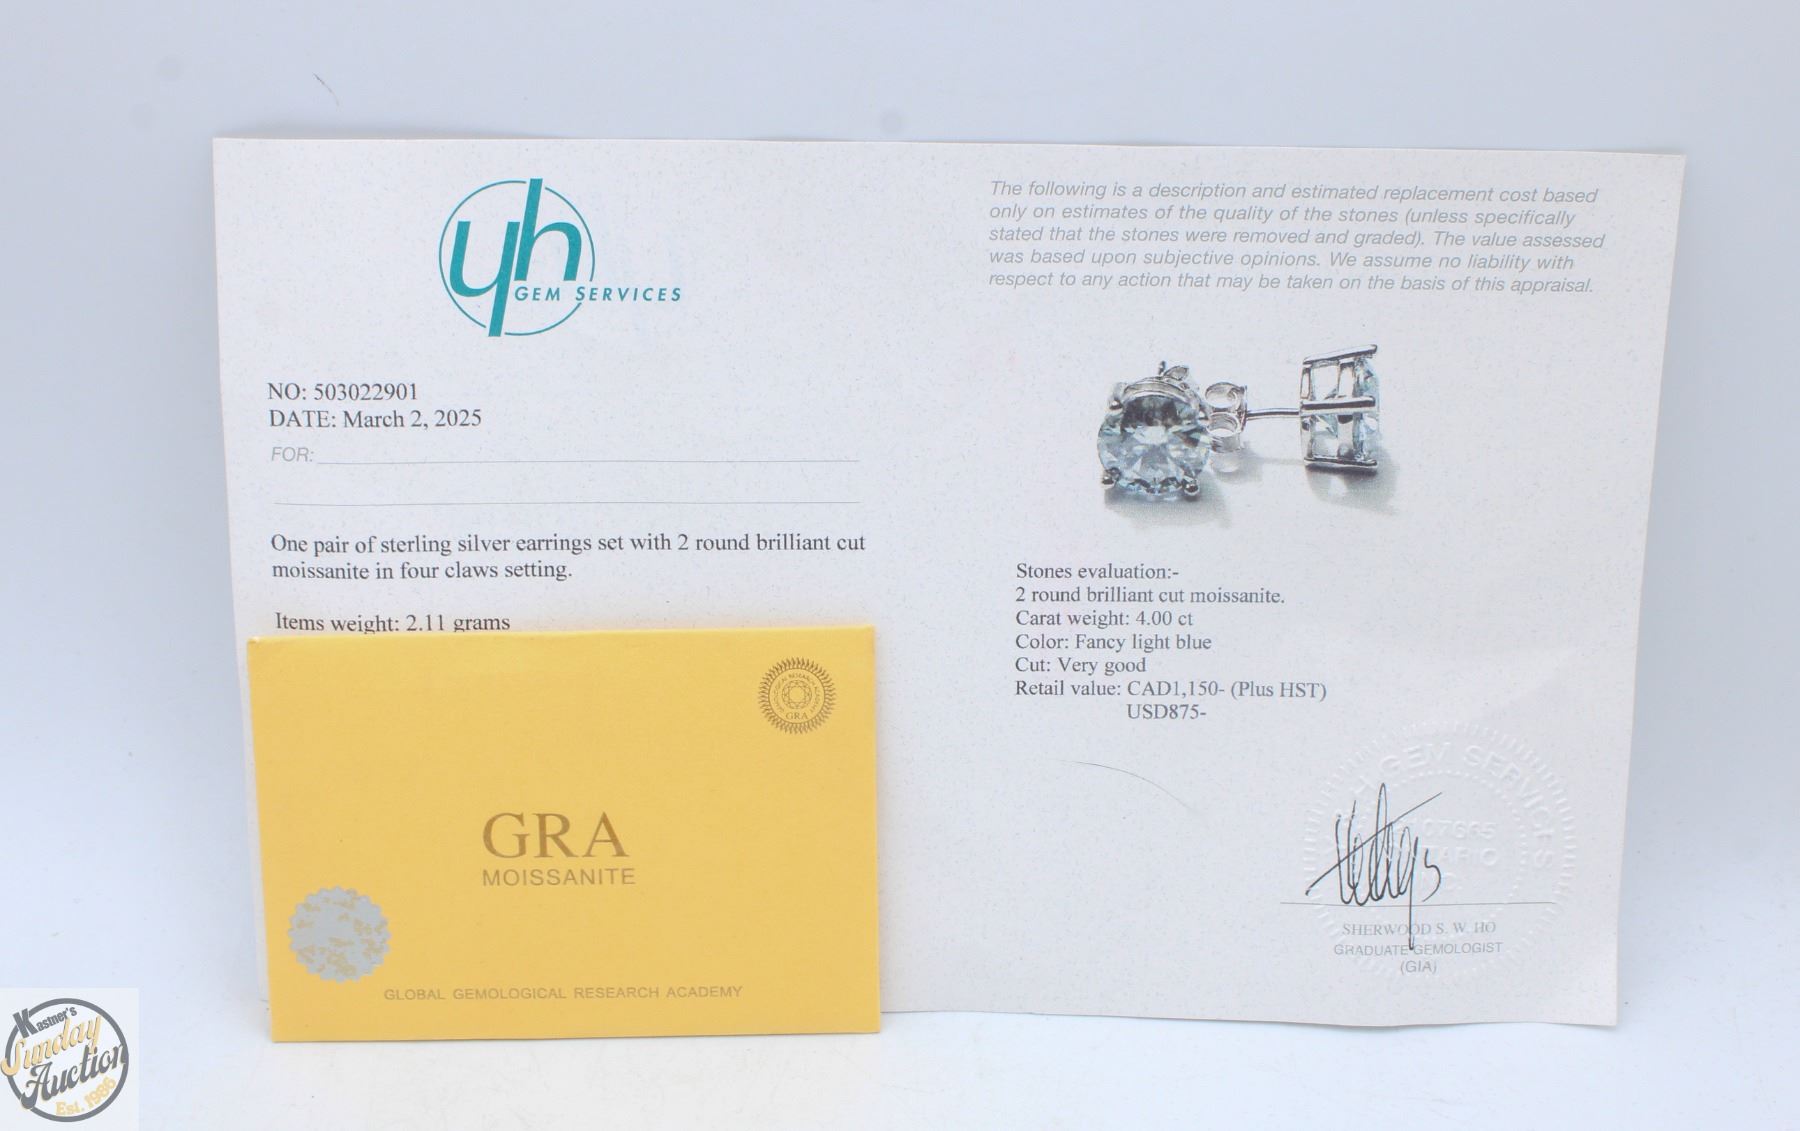 yh
GEM SERVICES
NO: 503022901
DATE: March 2, 2025
FOR:
One pair of sterling silver earrings set with 2 round brilliant cut
moissanite in four claws setting.
Items weight: 2.11 grams
The following is a description and estimated replacement cost based
only on estimates of the quality of the stones (unless specifically
stated that the stones were removed and graded). The value assessed
was based upon subjective opinions. We assume no liability with
respect to any action that may be taken on the basis of this appraisal.
Stones evaluation:-
2 round brilliant cut moissanite.
Carat weight: 4.00 ct
Color: Fancy light blue
Cut: Very good
Retail value: CAD1,150- (Plus HST)
USD875-
GEM SERVICES
SHERWOOD S. W. HO
GRADUATE GEMOLOGIST
(GIA)
GRA
GRA
MOISSANITE
GLOBAL GEMOLOGICAL RESEARCH ACADEMY
Kastner's
Sunday
Auction
Est. 1986